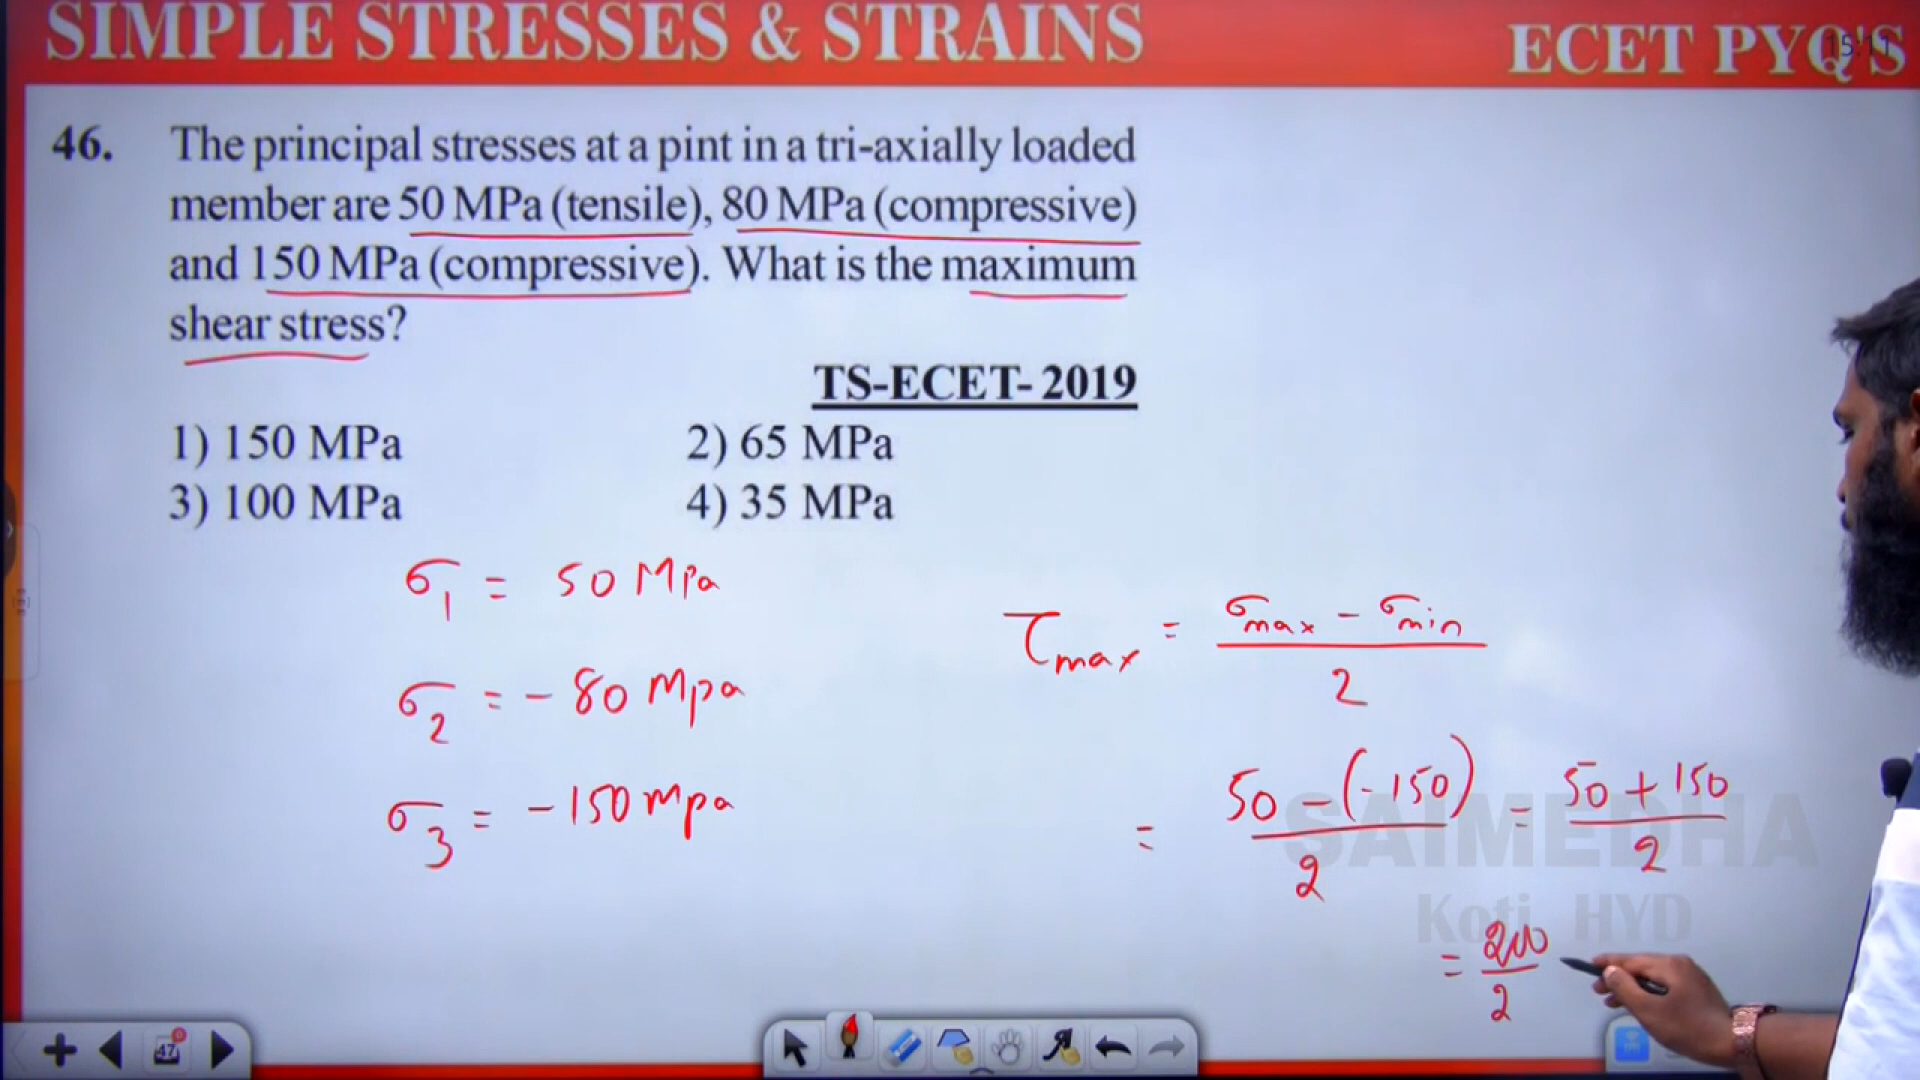 SIMPLE STRESSES & STRAINS
ECET PYQ'S
15:11
46. The principal stresses at a pint in a tri-axially loaded
member are 50 MPa (tensile), 80 MPa (compressive)
and 150 MPa (compressive). What is the maximum
shear stress?
TS-ECET- 2019
1) 150 MPa 2) 65 MPa
3) 100 MPa 4) 35 MPa
σ1 = 50 MPa
σ2 = - 80 Mpa
σ3 = - 150 mpa
τmax = σmax - σmin / 2
= 50 - (-150) / 2 = 50 + 150 / 2
= 200 / 2
SAIMEDHA
Koti, HYD
47